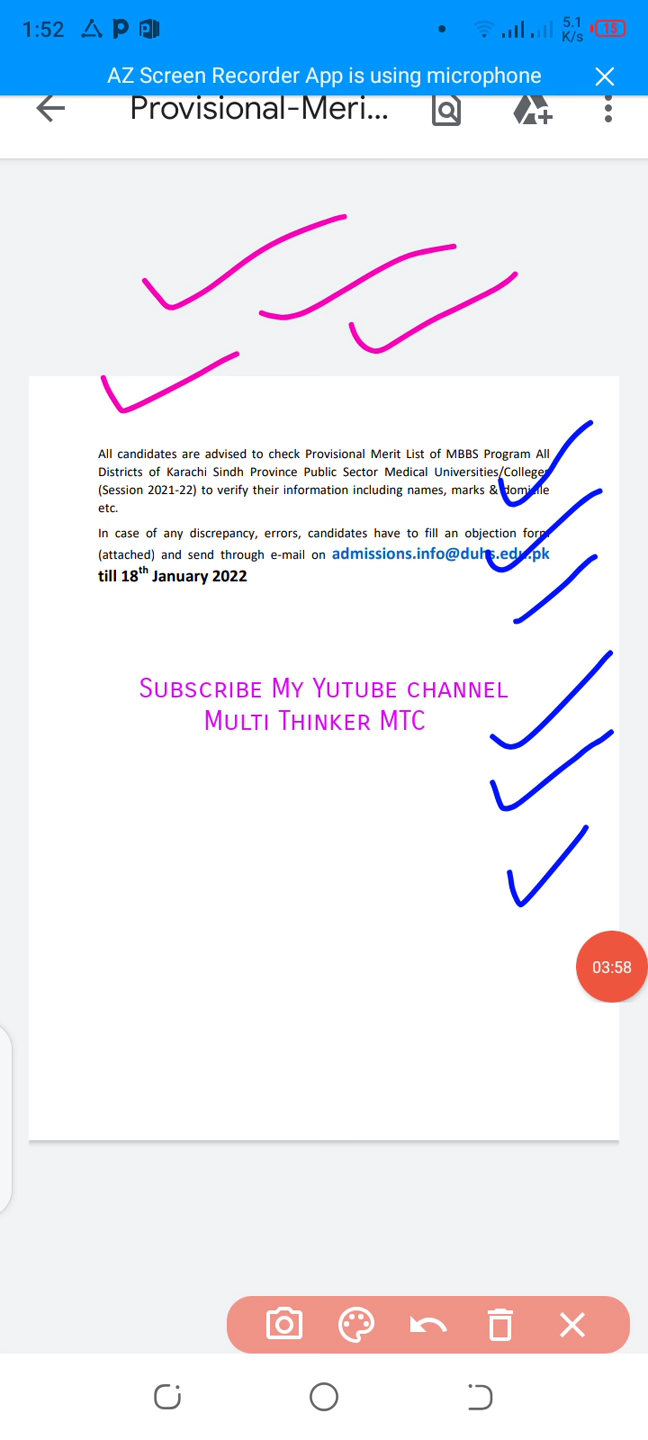 1:52
5.1
K/s
15
AZ Screen Recorder App is using microphone
Provisional-Meri...
All candidates are advised to check Provisional Merit List of MBBS Program All
Districts of Karachi Sindh Province Public Sector Medical Universities/Colleges
(Session 2021-22) to verify their information including names, marks & domicile
etc.
In case of any discrepancy, errors, candidates have to fill an objection form
(attached) and send through e-mail on admissions.info@duhs.edu.pk
till 18th January 2022
SUBSCRIBE MY YUTUBE CHANNEL
MULTI THINKER MTC
03:58